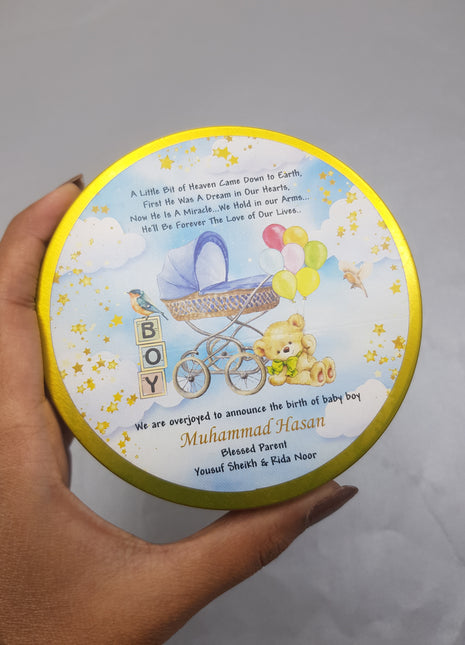 A Little Bit of Heaven Came Down to Earth,
First He Was A Dream in Our Hearts,
Now He Is A Miracle...We Hold in our Arms...
He'll Be Forever The Love of Our Lives..
B
O
Y
We are overjoyed to announce the birth of baby boy
Muhammad Hasan
Blessed Parent
Yousuf Sheikh & Rida Noor